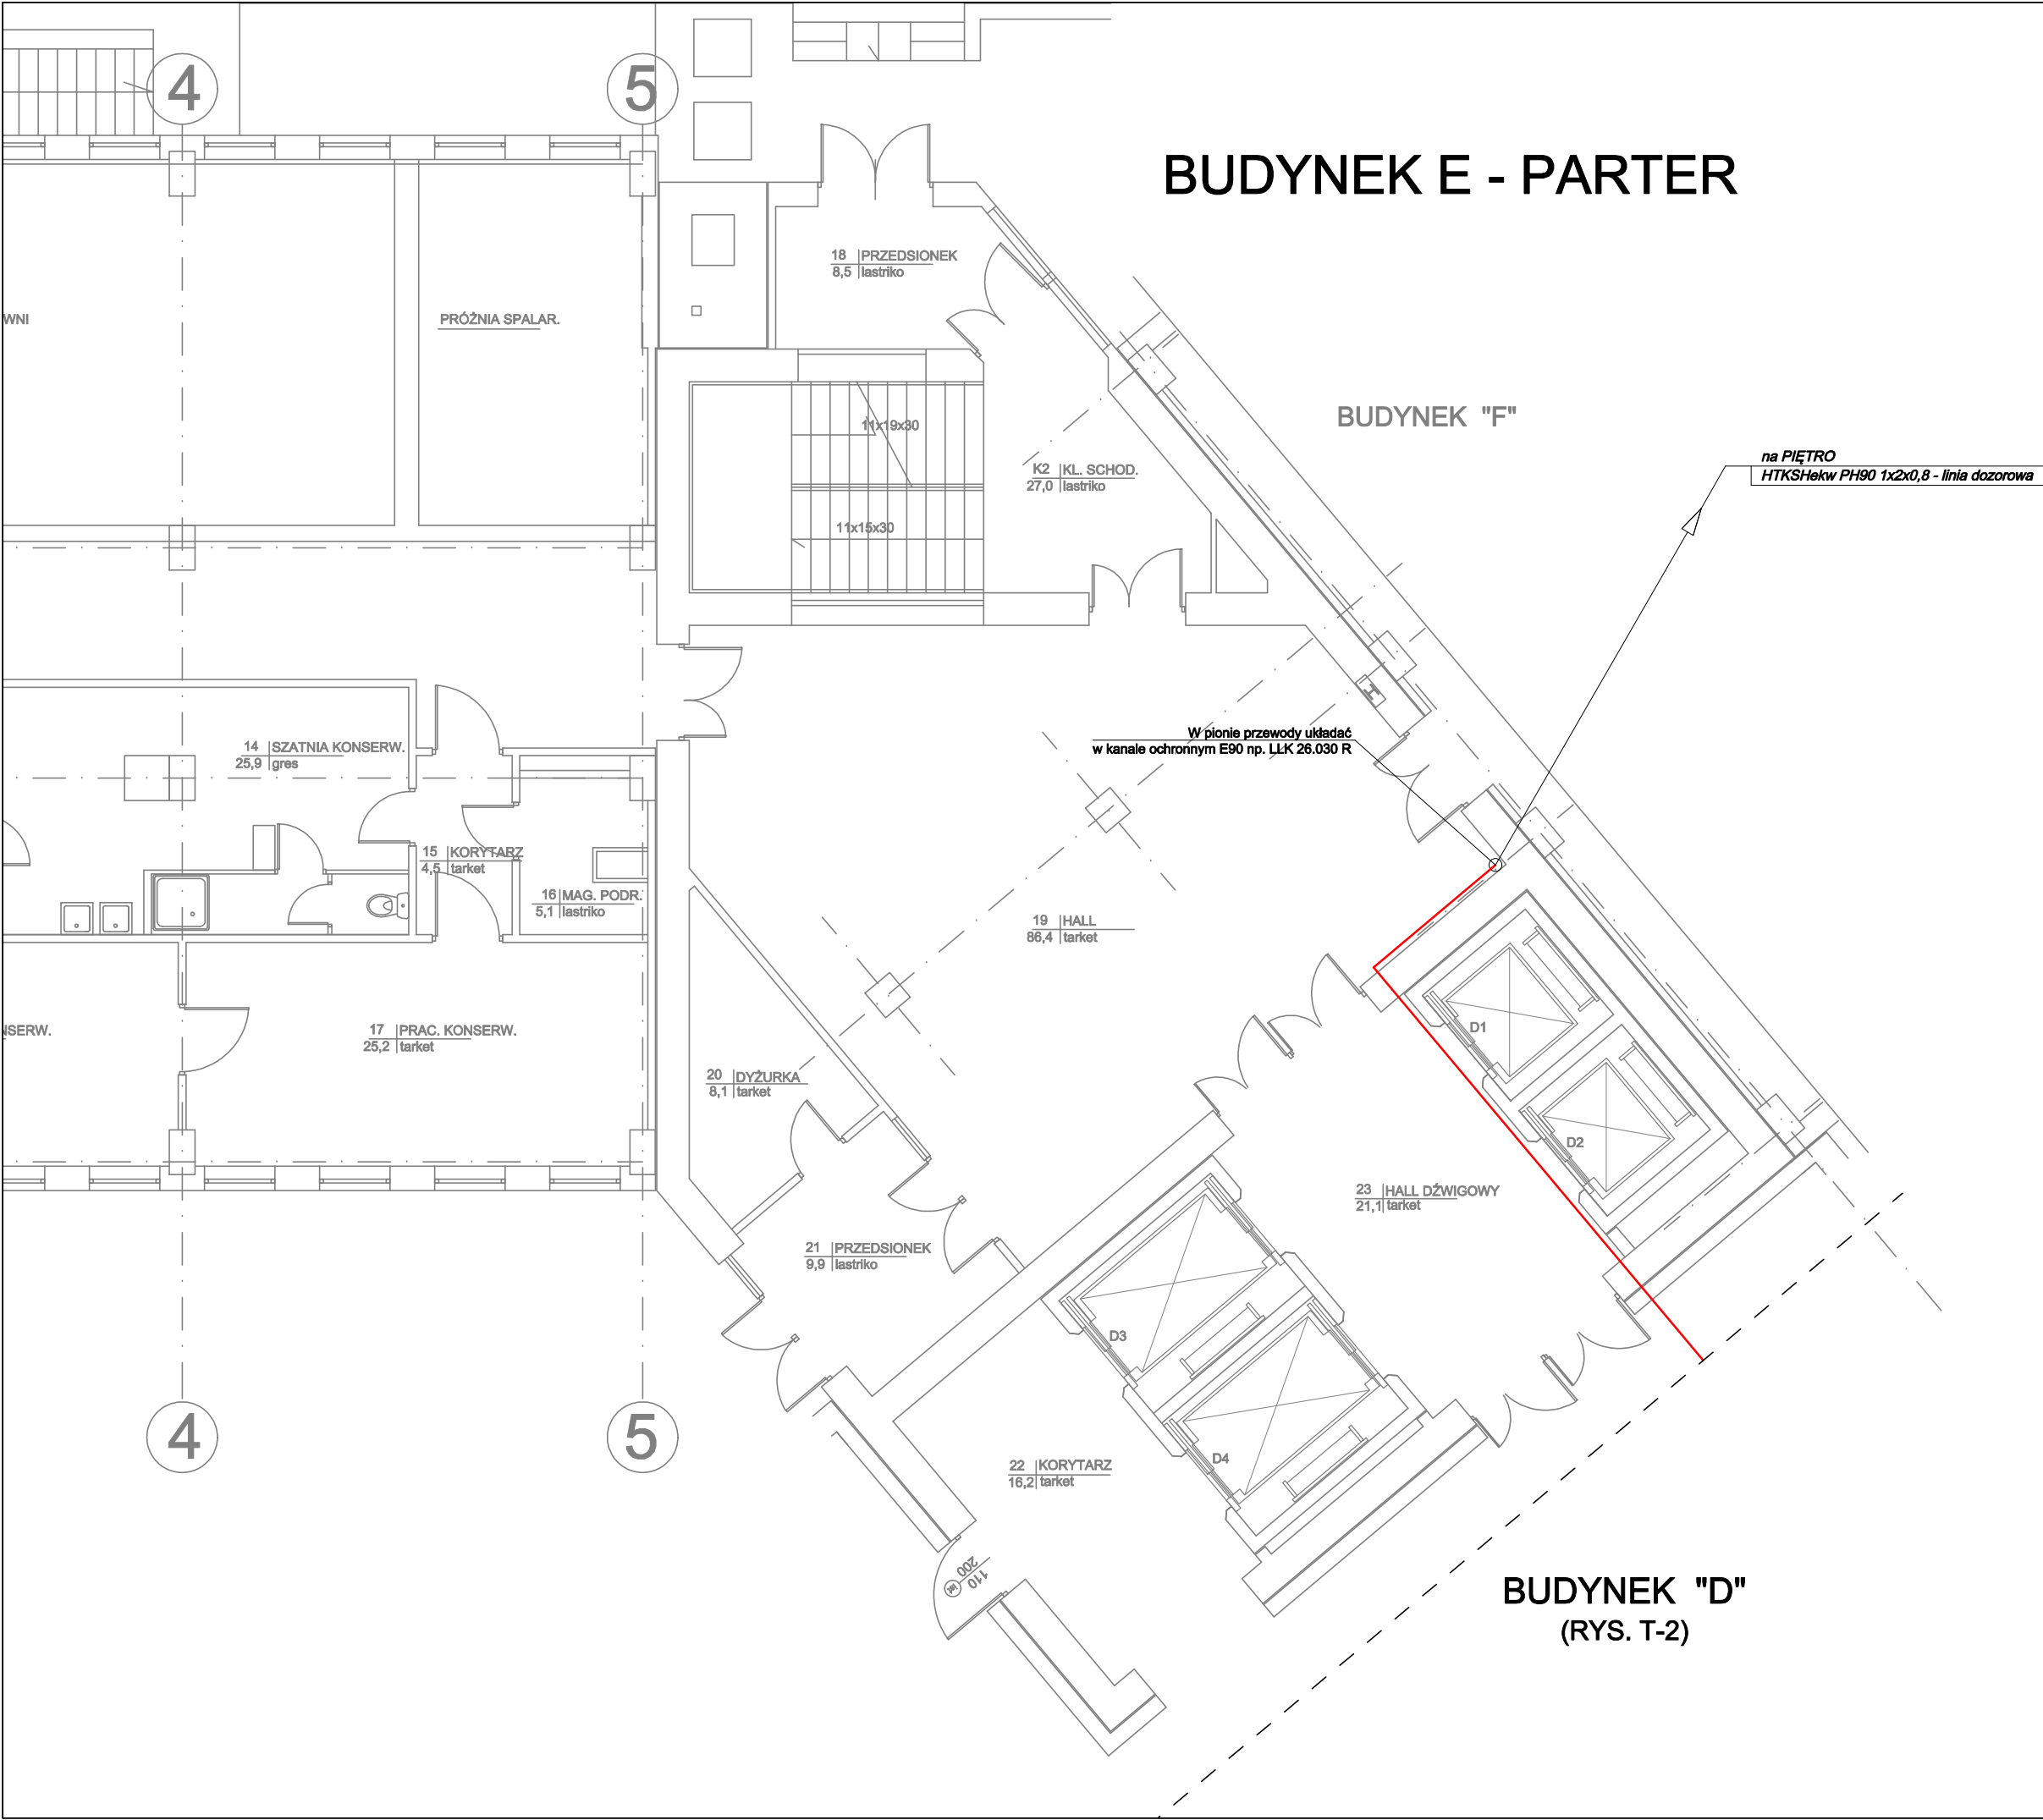 4
5
BUDYNEK E - PARTER
18 PRZEDSIONEK
8,5 lastriko
WNI
PRÓŻNIA SPALAR.
BUDYNEK "F"
11x19x30
na PIĘTRO
HTKSHekw PH90 1x2x0,8 - linia dozorowa
K2 KL. SCHOD.
27,0 lastriko
11x15x30
H
W pionie przewody układać
w kanale ochronnym E90 np. LLK 26.030 R
14 SZATNIA KONSERW.
25,9 gres
15 KORYTARZ
4,5 tarket
16 MAG. PODR.
5,1 lastriko
19 HALL
86,4 tarket
NSERW.
17 PRAC. KONSERW.
25,2 tarket
D1
20 DYŻURKA
8,1 tarket
D2
23 HALL DŹWIGOWY
21,1 tarket
21 PRZEDSIONEK
9,9 lastriko
D3
4
5
D4
22 KORYTARZ
16,2 tarket
110
200
BUDYNEK "D"
(RYS. T-2)